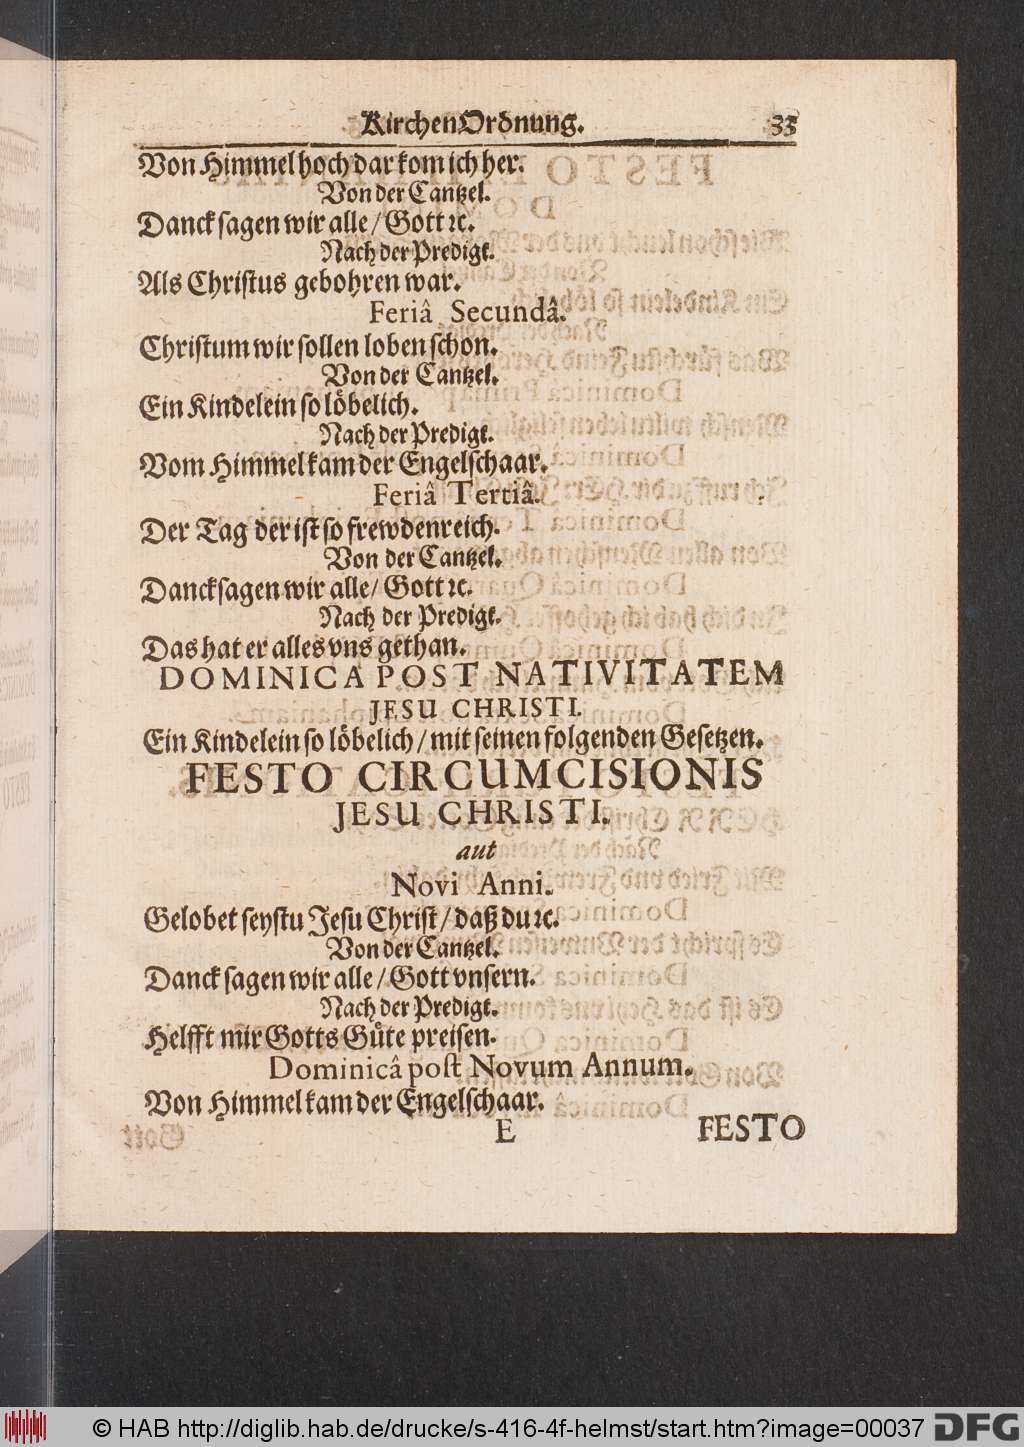 KirchenOrdnung. 33
Von Himmel hoch dar kom ich her.
Von der Cantzel.
Danck sagen wir alle / Gott ꝛc.
Nach der Predigt.
Als Christus gebohren war.
Feriâ Secundâ.
Christum wir sollen loben schon.
Von der Cantzel.
Ein Kindelein so löbelich.
Nach der Predigt.
Vom Himmel kam der Engelschaar.
Feriâ Tertiâ.
Der Tag der ist so frewdenreich.
Von der Cantzel.
Danck sagen wir alle / Gott ꝛc.
Nach der Predigt.
Das hat er alles vns gethan.
DOMINICA POST NATIVITATEM
JESU CHRISTI.
Ein Kindelein so löbelich / mit seinen folgenden Gesetzen.
FESTO CIRCUMCISIONIS
JESU CHRISTI.
aut
Novi Anni.
Gelobet seystu Jesu Christ / daß du ꝛc.
Von der Cantzel.
Danck sagen wir alle / Gott vnsern.
Nach der Predigt.
Helfft mir Gotts Güte preisen.
Dominicâ post Novum Annum.
Von Himmel kam der Engelschaar.
E FESTO
© HAB http://diglib.hab.de/drucke/s-416-4f-helmst/start.htm?image=00037 DFG